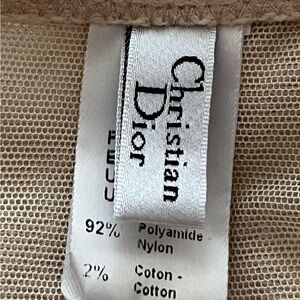 Christian
Dior
92% Polyamide
Nylon
2% Coton -
Cotton